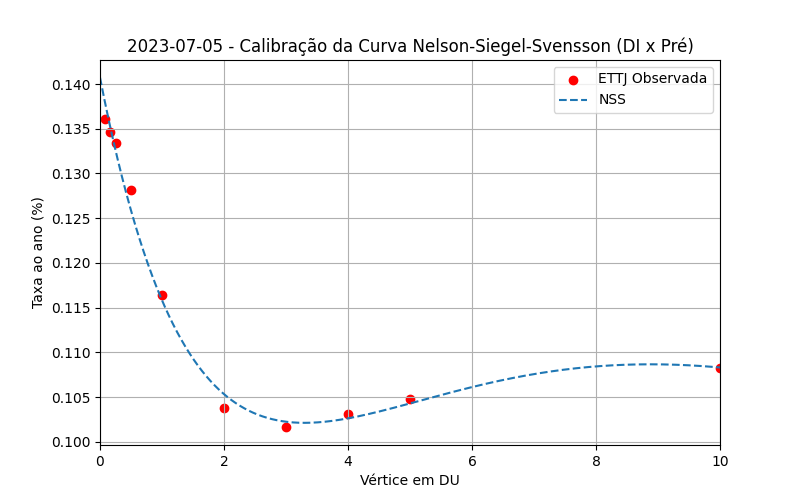 2023-07-05 - Calibração da Curva Nelson-Siegel-Svensson (DI x Pré)
ETTJ Observada
NSS
Taxa ao ano (%)
0.140
0.135
0.130
0.125
0.120
0.115
0.110
0.105
0.100
0 2 4 6 8 10
Vértice em DU